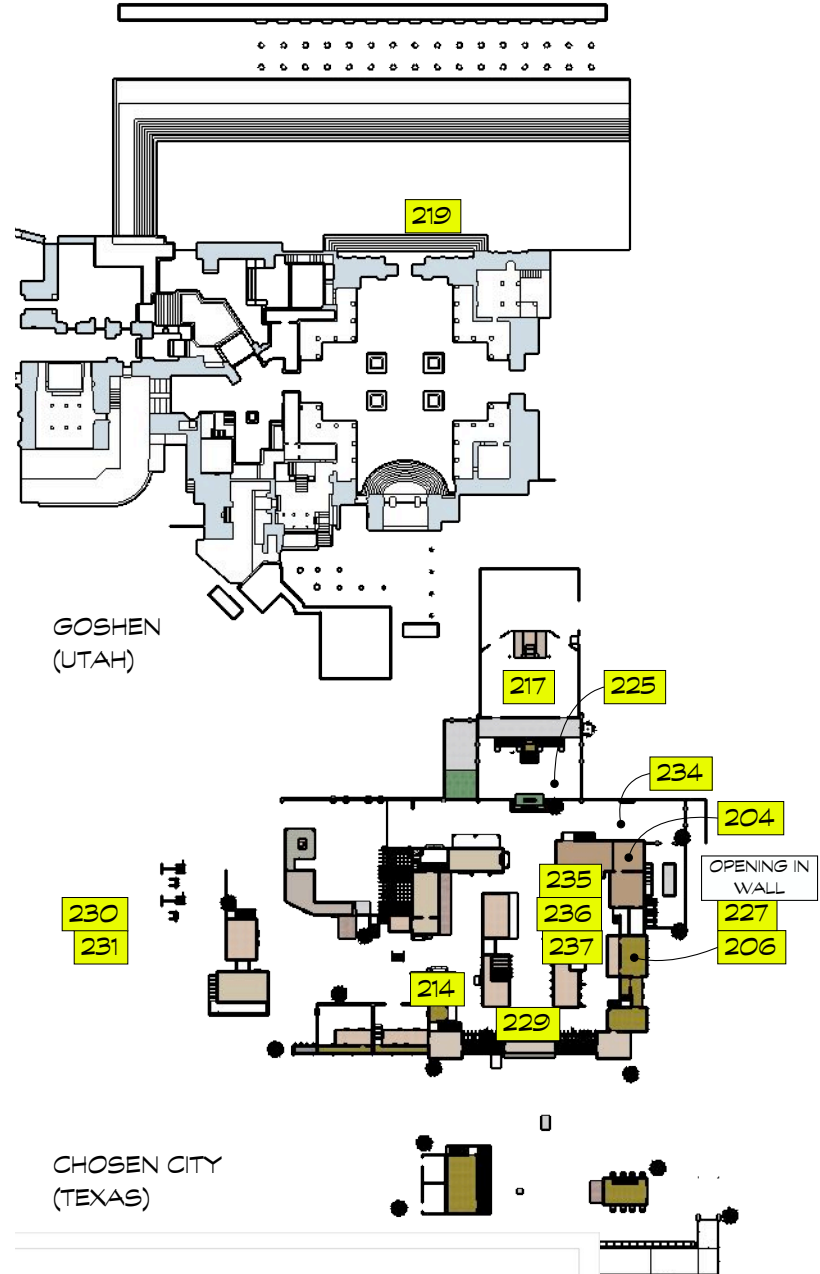 219
GOSHEN
(UTAH)
217
225
234
204
OPENING IN
WALL
235
230
236
227
231
237
206
214
229
CHOSEN CITY
(TEXAS)